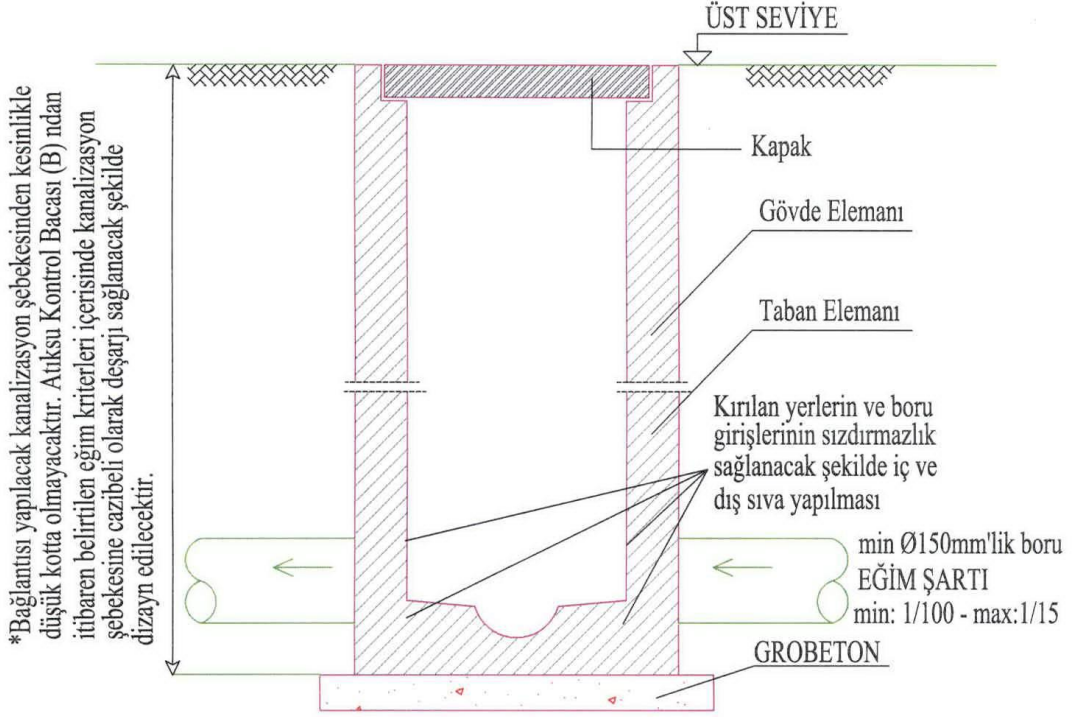 ÜST SEVİYE
Kapak
Gövde Elemanı
Taban Elemanı
Kırılan yerlerin ve boru
girişlerinin sızdırmazlık
sağlanacak şekilde iç ve
dış sıva yapılması
min Ø150mm'lik boru
EĞİM ŞARTI
min: 1/100 - max:1/15
GROBETON
*Bağlantısı yapılacak kanalizasyon şebekesinden kesinlikle
düşük kotta olmayacaktır. Atıksu Kontrol Bacası (B) ndan
itibaren belirtilen eğim kriterleri içerisinde kanalizasyon
şebekesine cazibeli olarak deşarjı sağlanacak şekilde
dizayn edilecektir.